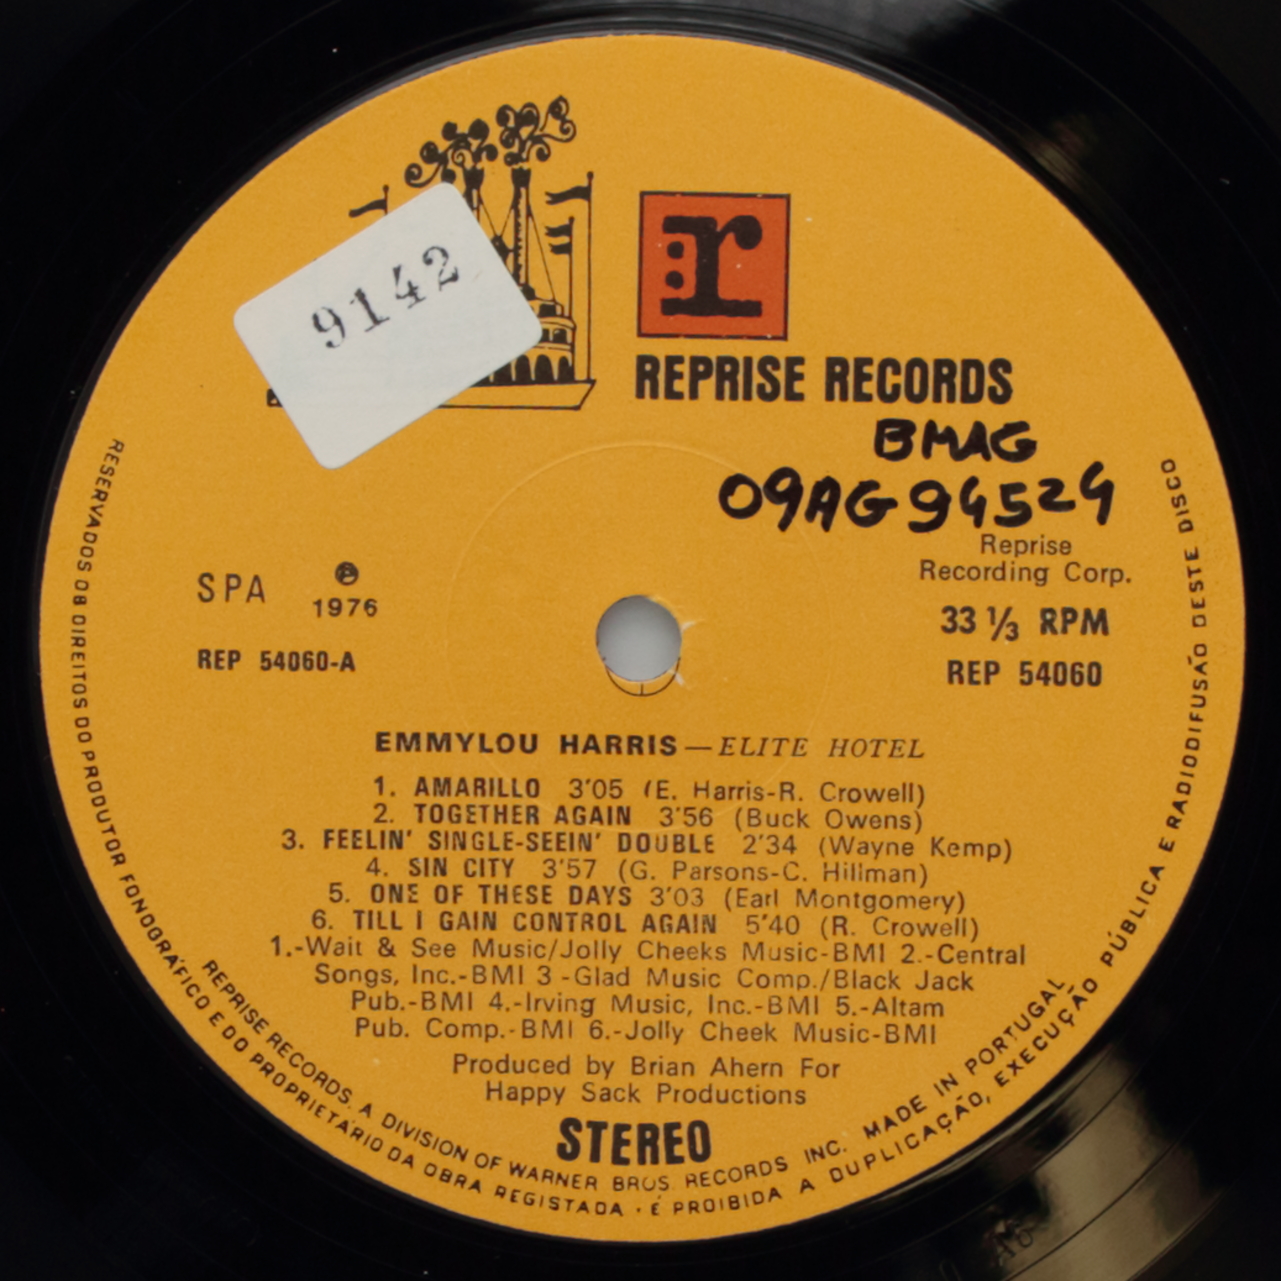 9142
r
REPRISE RECORDS
BMAG
09AG94524
Reprise
Recording Corp.
SPA ℗
1976
33 ⅓ RPM
REP 54060-A
REP 54060
EMMYLOU HARRIS — ELITE HOTEL
1. AMARILLO 3'05 (E. Harris-R. Crowell)
2. TOGETHER AGAIN 3'56 (Buck Owens)
3. FEELIN' SINGLE-SEEIN' DOUBLE 2'34 (Wayne Kemp)
4. SIN CITY 3'57 (G. Parsons-C. Hillman)
5. ONE OF THESE DAYS 3'03 (Earl Montgomery)
6. TILL I GAIN CONTROL AGAIN 5'40 (R. Crowell)
1.-Wait & See Music/Jolly Cheeks Music-BMI 2.-Central
Songs, Inc.-BMI 3 -Glad Music Comp./Black Jack
Pub.-BMI 4.-Irving Music, Inc.-BMI 5.-Altam
Pub. Comp.-BMI 6.-Jolly Cheek Music-BMI
Produced by Brian Ahern For
Happy Sack Productions
STEREO
REPRISE RECORDS. A DIVISION OF WARNER BROS. RECORDS INC. MADE IN PORTUGAL
RESERVADOS OS DIREITOS DO PRODUTOR FONOGRÁFICO E DO PROPRIETÁRIO DA OBRA REGISTADA · É PROIBIDA A DUPLICAÇÃO, EXECUÇÃO PÚBLICA E RADIODIFUSÃO DESTE DISCO